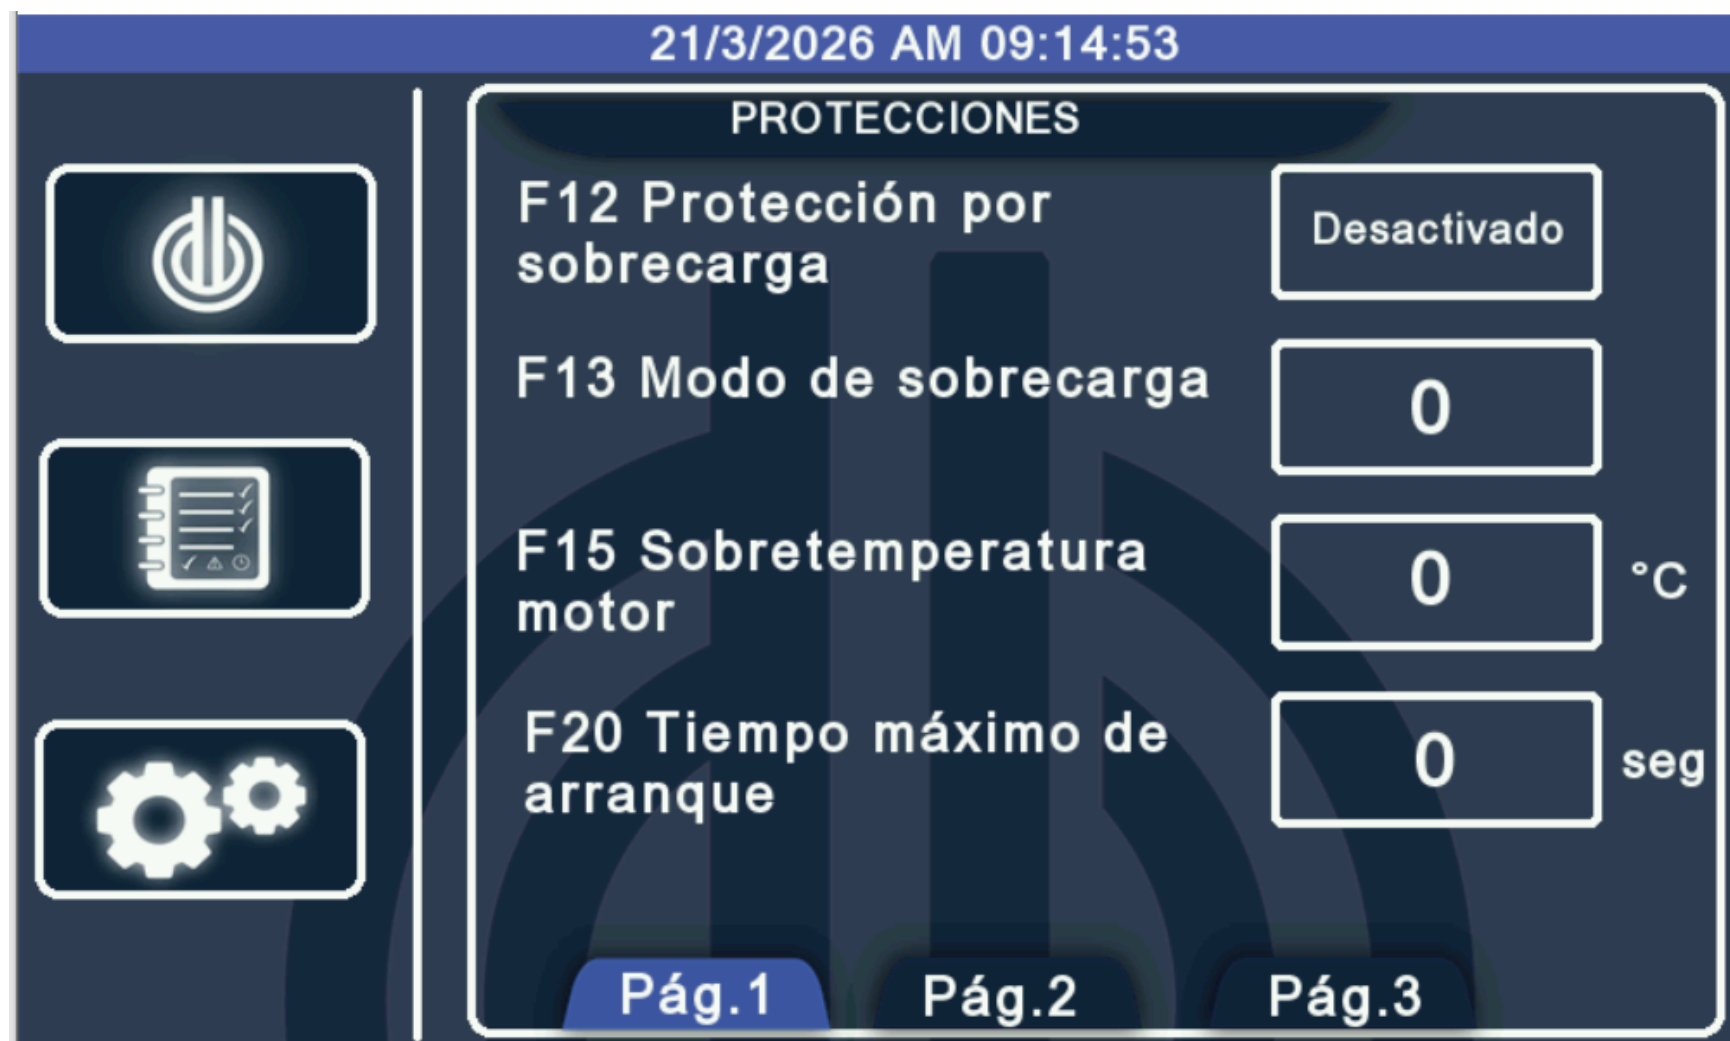 21/3/2026 AM 09:14:53
PROTECCIONES
F12 Protección por
sobrecarga
Desactivado
F13 Modo de sobrecarga
0
F15 Sobretemperatura
motor
0
°C
F20 Tiempo máximo de
arranque
0
seg
Pág.1
Pág.2
Pág.3